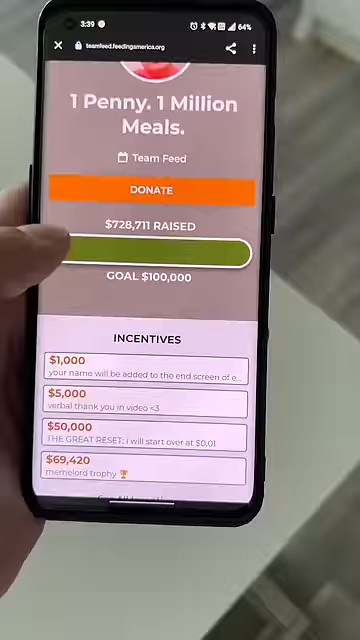 3:39
64%
teamfeed.feedingamerica.org
1 Penny. 1 Million
Meals.
Team Feed
DONATE
$728,711 RAISED
GOAL $100,000
INCENTIVES
$1,000
your name will be added to the end screen of e...
$5,000
verbal thank you in video <3
$50,000
THE GREAT RESET: i will start over at $0.01
$69,420
memelord trophy 🏆